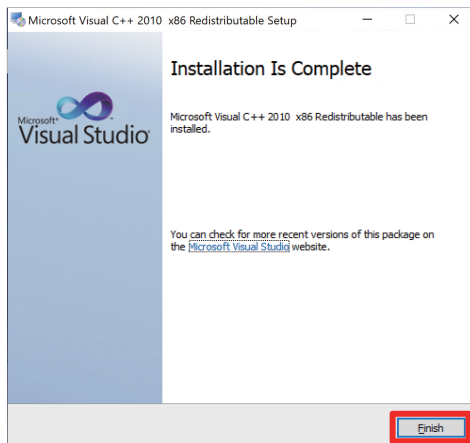 Microsoft Visual C++ 2010  x86 Redistributable Setup
Installation Is Complete
Microsoft Visual C++ 2010  x86 Redistributable has been
installed.
Microsoft®
Visual Studio®
You can check for more recent versions of this package on
the Microsoft Visual Studio website.
Finish